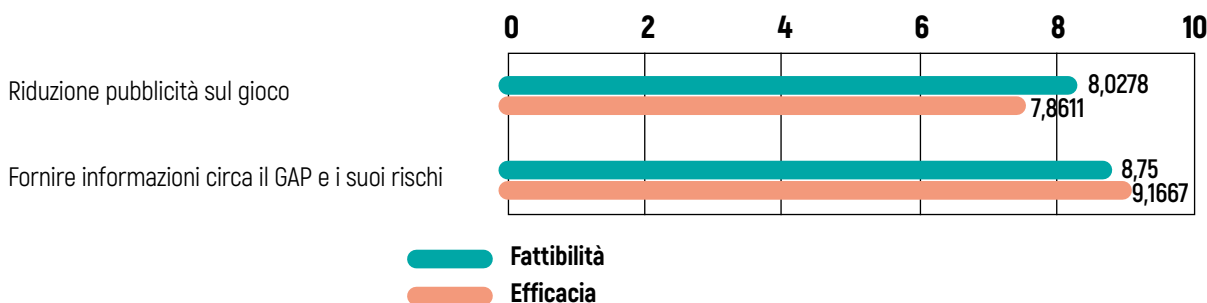 0 2 4 6 8 10
Riduzione pubblicità sul gioco
8,0278
7,8611
Fornire informazioni circa il GAP e i suoi rischi
8,75
9,1667
Fattibilità
Efficacia